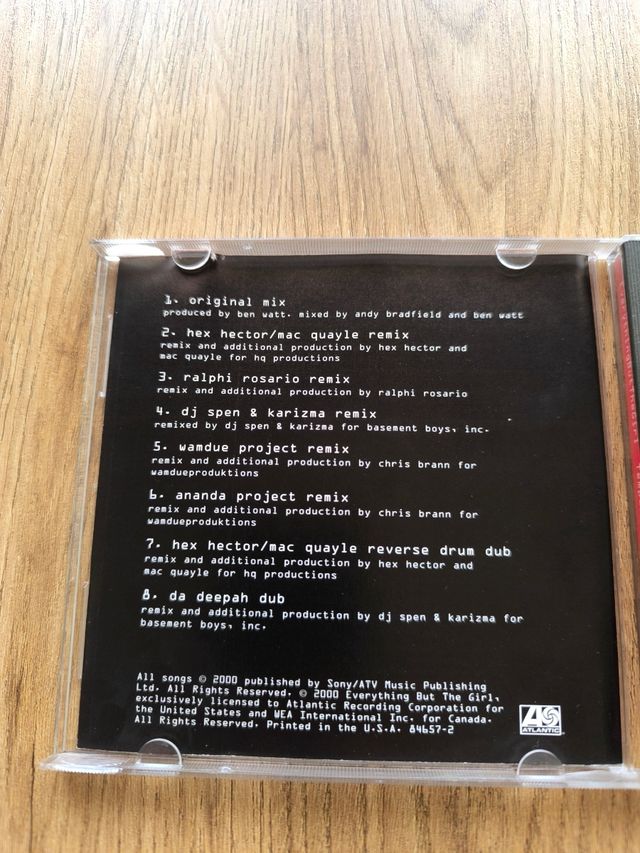 1. original mix
produced by ben watt. mixed by andy bradfield and ben watt
2. hex hector/mac quayle remix
remix and additional production by hex hector and
mac quayle for hq productions
3. ralphi rosario remix
remix and additional production by ralphi rosario
4. dj spen & karizma remix
remixed by dj spen & karizma for basement boys, inc.
5. wamdue project remix
remix and additional production by chris brann for
wamdueproduktions
6. ananda project remix
remix and additional production by chris brann for
wamdueproduktions
7. hex hector/mac quayle reverse drum dub
remix and additional production by hex hector and
mac quayle for hq productions
8. da deepah dub
remix and additional production by dj spen & karizma for
basement boys, inc.
All songs © 2000 published by Sony/ATV Music Publishing
Ltd. All Rights Reserved. © 2000 Everything But The Girl,
exclusively licensed to Atlantic Recording Corporation for
the United States and WEA International Inc. for Canada.
All Rights Reserved. Printed in the U.S.A. 84657-2
ATLANTIC